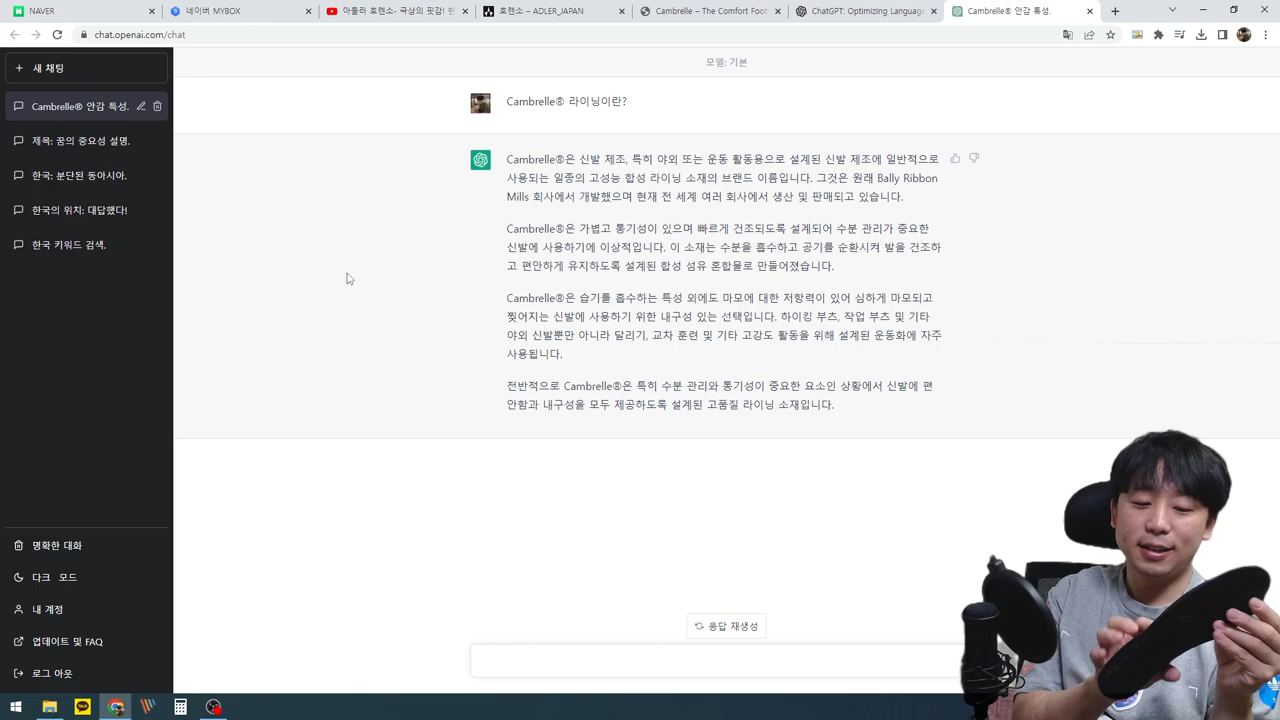 NAVER
네이버 MYBOX
아틀러 호렌소- 국상의 핏감! 현
호렌소 – ADLER_JAPAN
Cambrelle – The Comfort Foot
ChatGPT: Optimizing Language
Cambrelle® 안감 특성.
chat.openai.com/chat
새 채팅
Cambrelle® 안감 특성.
제목: 꿈의 중요성 설명.
한국: 분단된 동아시아.
한국의 위치: 대답했다!
한국 키워드 검색.
명확한 대화
다크 모드
내 계정
업데이트 및 FAQ
로그 아웃
모델: 기본
Cambrelle® 라이닝이란?
Cambrelle®은 신발 제조, 특히 야외 또는 운동 활동용으로 설계된 신발 제조에 일반적으로
사용되는 일종의 고성능 합성 라이닝 소재의 브랜드 이름입니다. 그것은 원래 Bally Ribbon
Mills 회사에서 개발했으며 현재 전 세계 여러 회사에서 생산 및 판매되고 있습니다.
Cambrelle®은 가볍고 통기성이 있으며 빠르게 건조되도록 설계되어 수분 관리가 중요한
신발에 사용하기에 이상적입니다. 이 소재는 수분을 흡수하고 공기를 순환시켜 발을 건조하
고 편안하게 유지하도록 설계된 합성 섬유 혼합물로 만들어졌습니다.
Cambrelle®은 습기를 흡수하는 특성 외에도 마모에 대한 저항력이 있어 심하게 마모되고
찢어지는 신발에 사용하기 위한 내구성 있는 선택입니다. 하이킹 부츠, 작업 부츠 및 기타
야외 신발뿐만 아니라 달리기, 교차 훈련 및 기타 고강도 활동을 위해 설계된 운동화에 자주
사용됩니다.
전반적으로 Cambrelle®은 특히 수분 관리와 통기성이 중요한 요소인 상황에서 신발에 편
안함과 내구성을 모두 제공하도록 설계된 고품질 라이닝 소재입니다.
응답 재생성